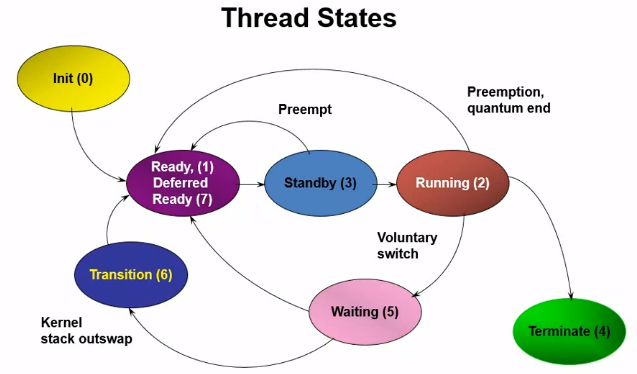 Thread States
Init (0)
Preemption,
quantum end
Preempt
Ready, (1)
Deferred
Ready (7)
Standby (3)
Running (2)
Voluntary
switch
Transition (6)
Waiting (5)
Kernel
stack outswap
Terminate (4)